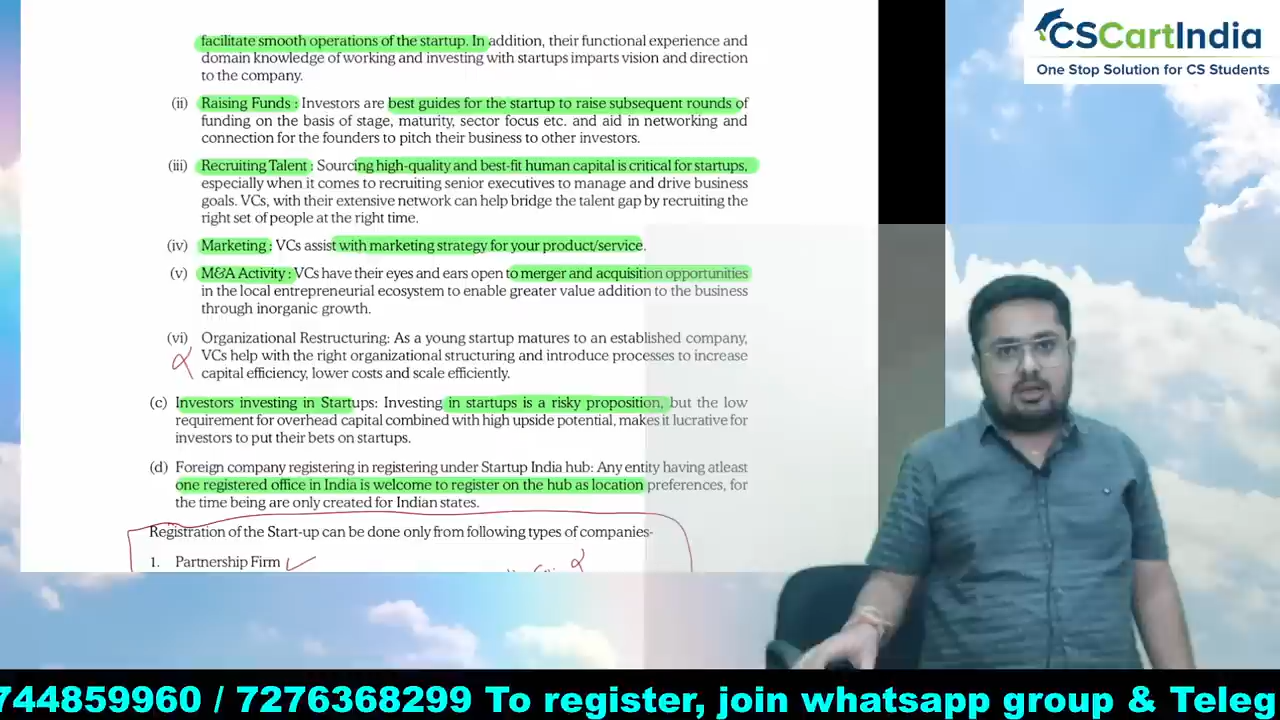 facilitate smooth operations of the startup. In addition, their functional experience and
domain knowledge of working and investing with startups imparts vision and direction
to the company.
(ii) Raising Funds : Investors are best guides for the startup to raise subsequent rounds of
funding on the basis of stage, maturity, sector focus etc. and aid in networking and
connection for the founders to pitch their business to other investors.
(iii) Recruiting Talent : Sourcing high-quality and best-fit human capital is critical for startups,
especially when it comes to recruiting senior executives to manage and drive business
goals. VCs, with their extensive network can help bridge the talent gap by recruiting the
right set of people at the right time.
(iv) Marketing : VCs assist with marketing strategy for your product/service.
(v) M&A Activity : VCs have their eyes and ears open to merger and acquisition opportunities
in the local entrepreneurial ecosystem to enable greater value addition to the business
through inorganic growth.
(vi) Organizational Restructuring: As a young startup matures to an established company,
VCs help with the right organizational structuring and introduce processes to increase
capital efficiency, lower costs and scale efficiently.
(c) Investors investing in Startups: Investing in startups is a risky proposition, but the low
requirement for overhead capital combined with high upside potential, makes it lucrative for
investors to put their bets on startups.
(d) Foreign company registering in registering under Startup India hub: Any entity having atleast
one registered office in India is welcome to register on the hub as location preferences, for
the time being are only created for Indian states.
Registration of the Start-up can be done only from following types of companies-
1. Partnership Firm
CSCartIndia
One Stop Solution for CS Students
744859960 / 7276368299 To register, join whatsapp group & Teleg